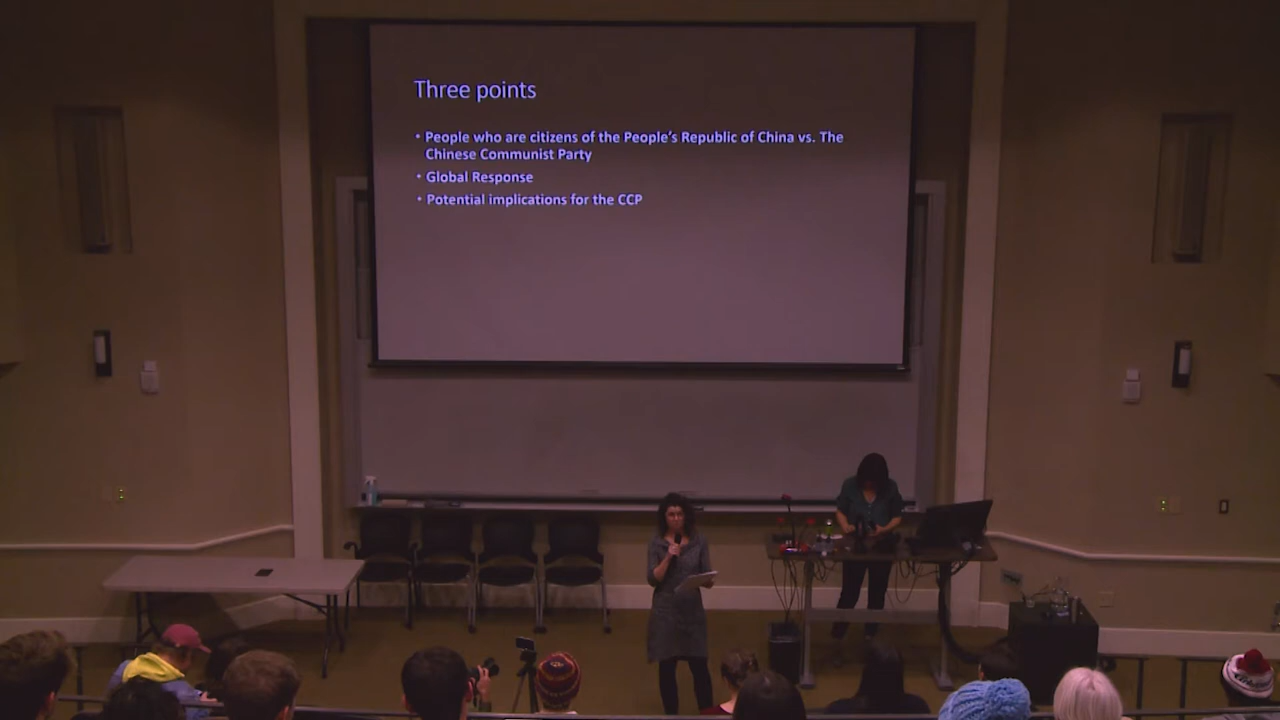 Three points
• People who are citizens of the People's Republic of China vs. The
Chinese Communist Party
• Global Response
• Potential implications for the CCP